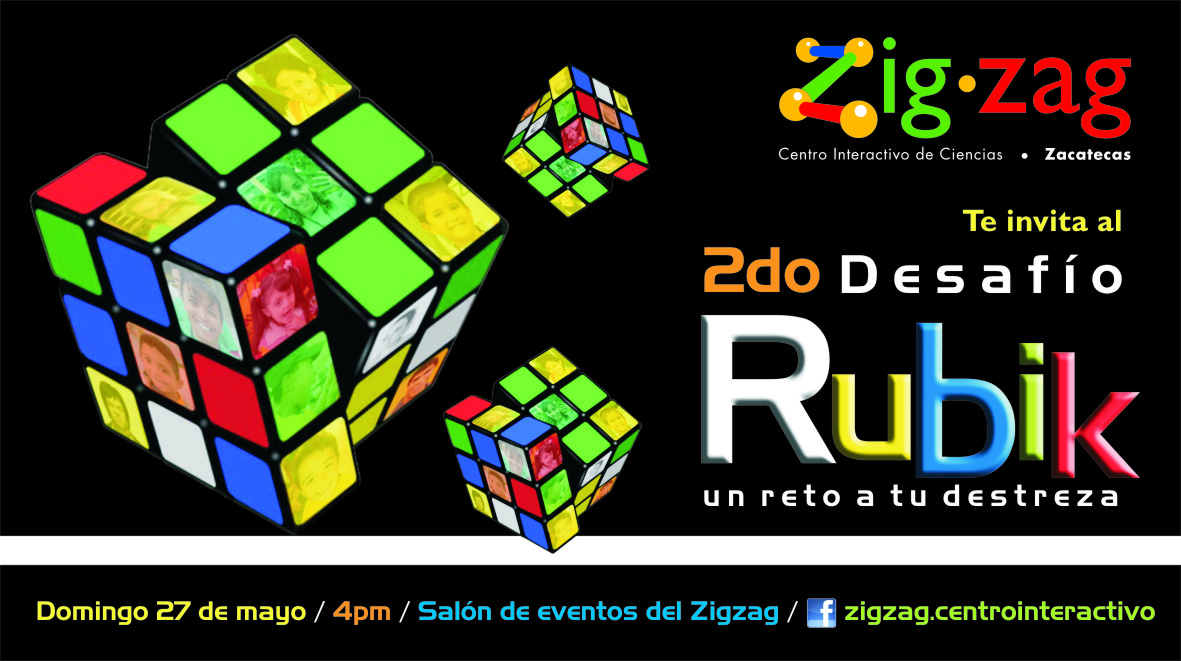 Zig·zag
Centro Interactivo de Ciencias • Zacatecas
Te invita al
2do Desafío
Rubik
un reto a tu destreza
Domingo 27 de mayo / 4pm / Salón de eventos del Zigzag / f zigzag.centrointeractivo